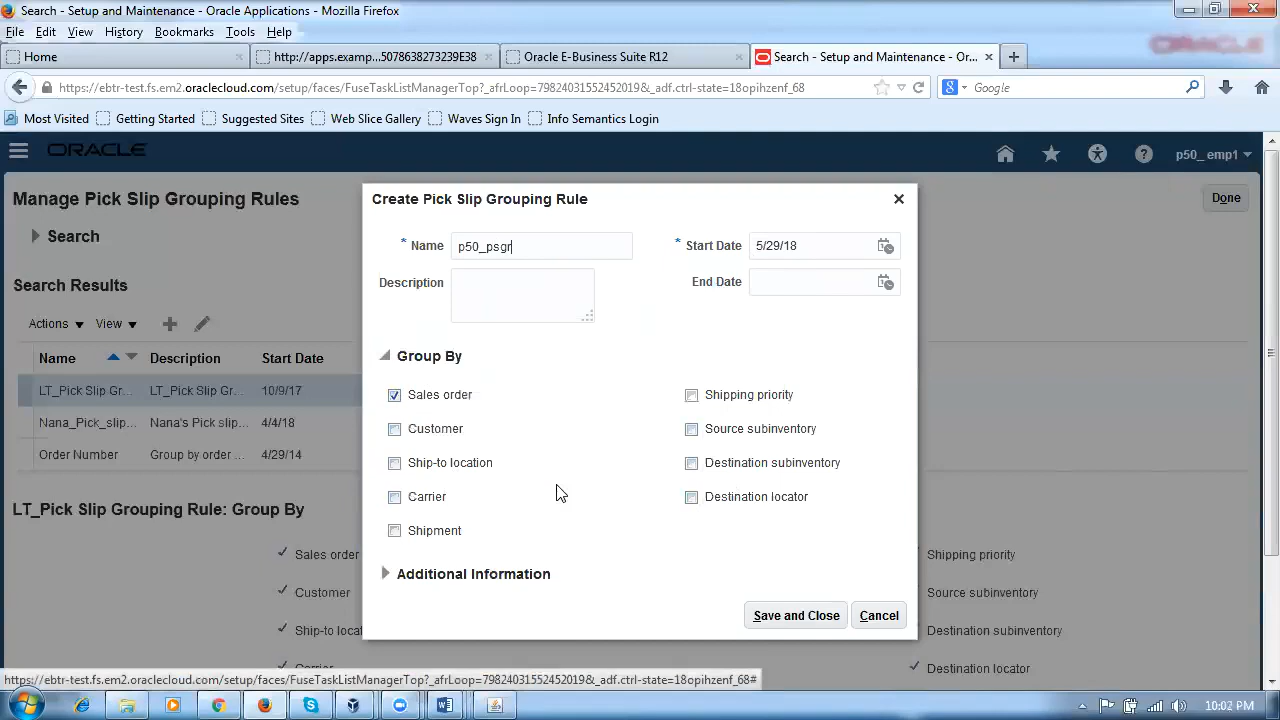 Search - Setup and Maintenance - Oracle Applications - Mozilla Firefox
File Edit View History Bookmarks Tools Help
Home
http://apps.examp...5078638273239E38
Oracle E-Business Suite R12
Search - Setup and Maintenance - Or...
https://ebtr-test.fs.em2.oraclecloud.com/setup/faces/FuseTaskListManagerTop?_afrLoop=7982403155245201​9&_adf.ctrl-state=18opihzenf_68
Google
Most Visited Getting Started Suggested Sites Web Slice Gallery Waves Sign In Info Semantics Login
ORACLE
p50_emp1
Manage Pick Slip Grouping Rules
Done
Search
Search Results
Actions View
Name Description Start Date
LT_Pick Slip Gr... LT_Pick Slip Gr... 10/9/17
Nana_Pick_slip... Nana's Pick slip... 4/4/18
Order Number Group by order ... 4/29/14
LT_Pick Slip Grouping Rule: Group By
Sales order Shipping priority
Customer Source subinventory
Ship-to locat Destination subinventory
Carrier Destination locator
Create Pick Slip Grouping Rule
* Name p50_psgr
* Start Date 5/29/18
Description
End Date
Group By
Sales order Shipping priority
Customer Source subinventory
Ship-to location Destination subinventory
Carrier Destination locator
Shipment
Additional Information
Save and Close Cancel
https://ebtr-test.fs.em2.oraclecloud.com/setup/faces/FuseTaskListManagerTop?_afrLoop=79824031552452019&_adf.ctrl-state=18opihzenf_68#
10:02 PM